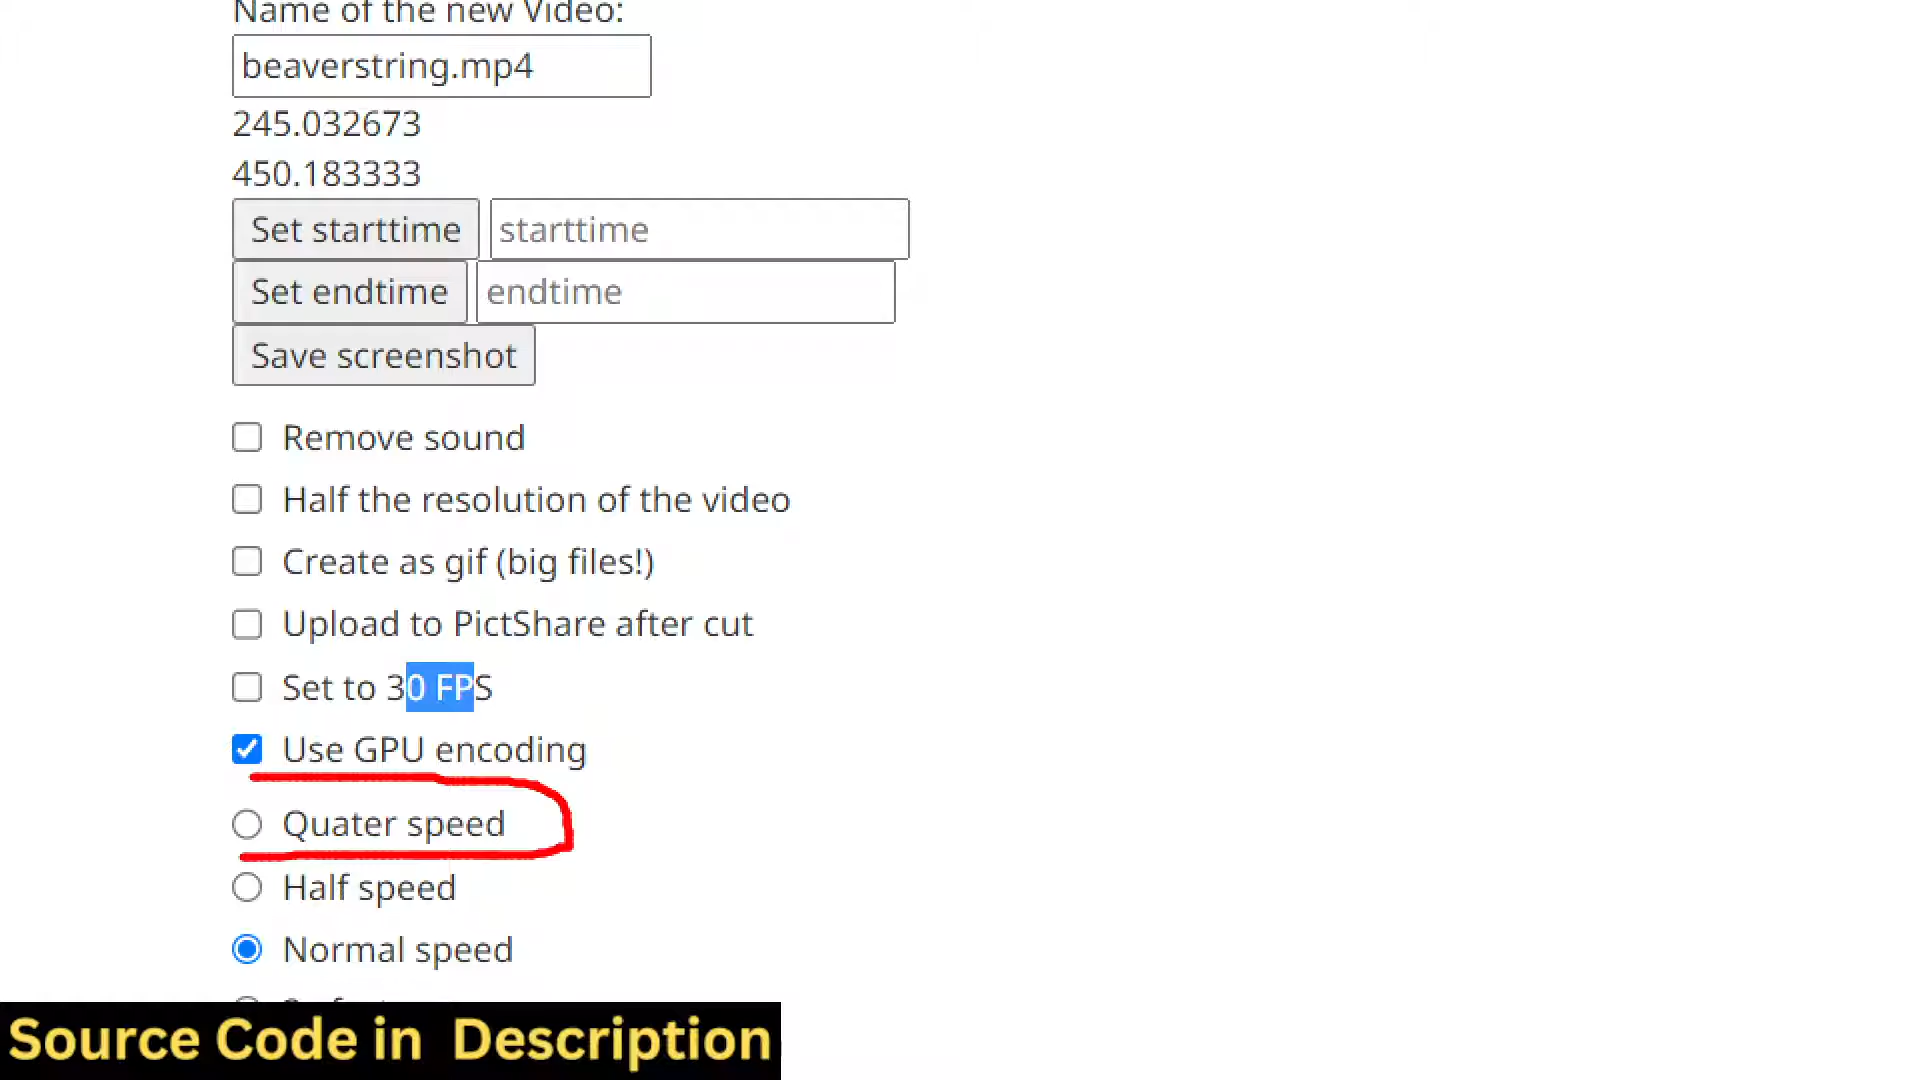 Name of the new Video:
beaverstring.mp4
245.032673
450.183333
Set starttime starttime
Set endtime endtime
Save screenshot
Remove sound
Half the resolution of the video
Create as gif (big files!)
Upload to PictShare after cut
Set to 30 FPS
Use GPU encoding
Quater speed
Half speed
Normal speed
Source Code in Description